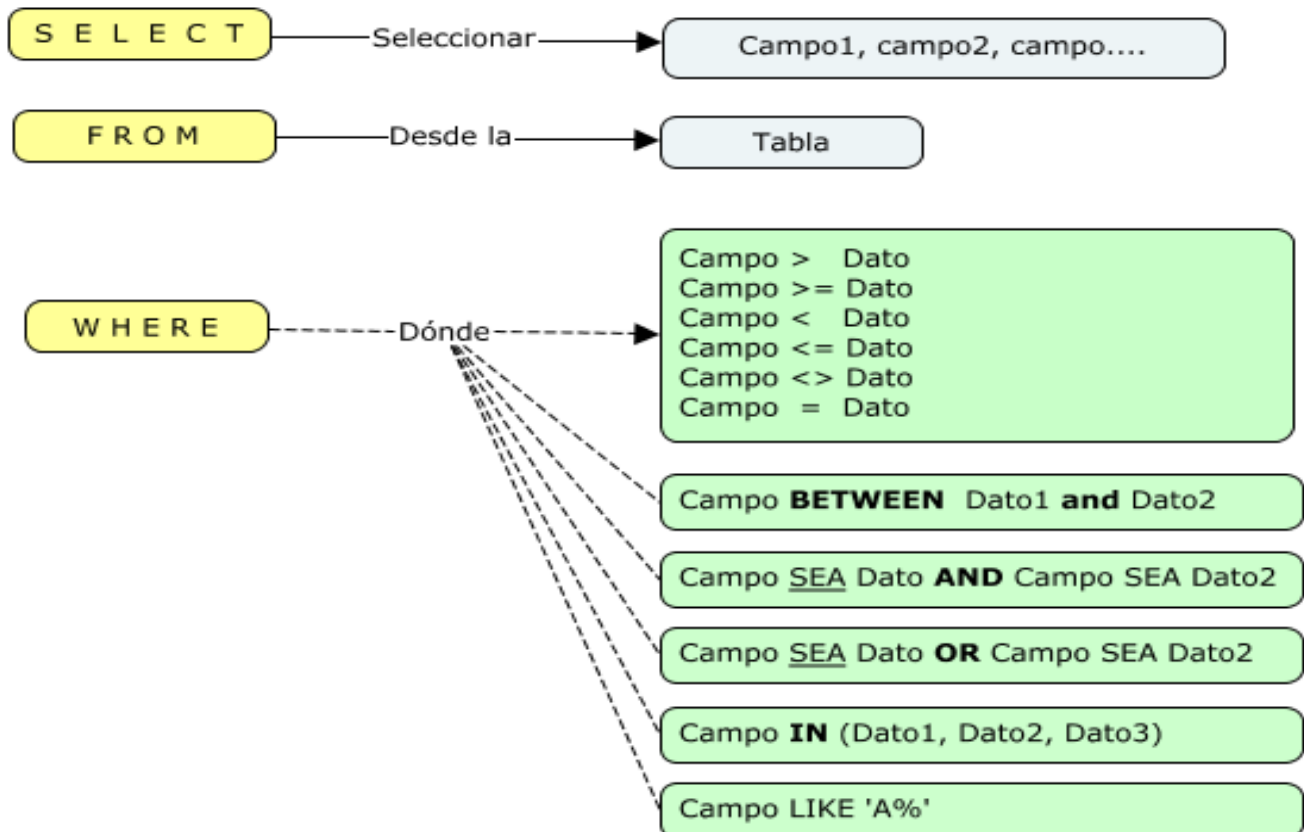 S E L E C T Seleccionar Campo1, campo2, campo....
F R O M Desde la Tabla
W H E R E Dónde
Campo > Dato
Campo >= Dato
Campo < Dato
Campo <= Dato
Campo <> Dato
Campo = Dato
Campo BETWEEN Dato1 and Dato2
Campo SEA Dato AND Campo SEA Dato2
Campo SEA Dato OR Campo SEA Dato2
Campo IN (Dato1, Dato2, Dato3)
Campo LIKE 'A%'